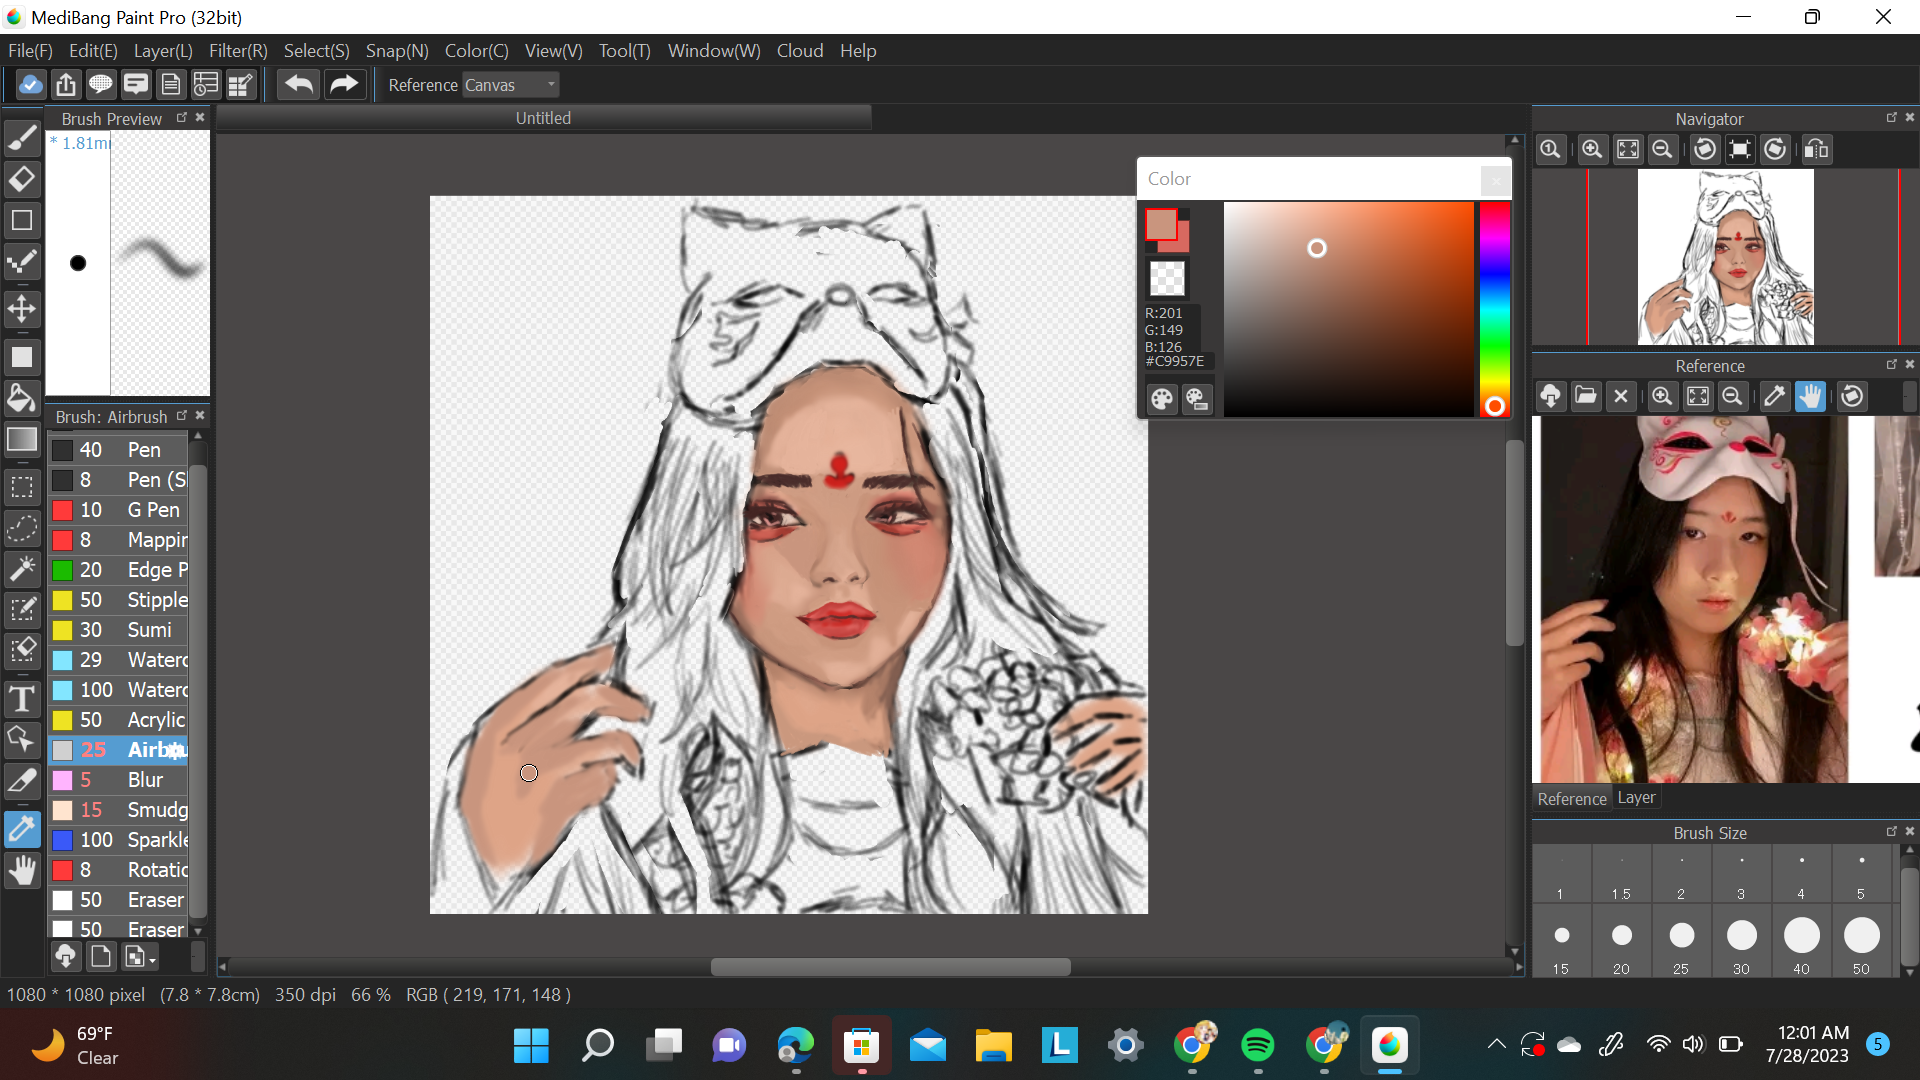 MediBang Paint Pro (32bit)
File(F) Edit(E) Layer(L) Filter(R) Select(S) Snap(N) Color(C) View(V) Tool(T) Window(W) Cloud Help
Reference Canvas
Brush Preview
* 1.81m
Untitled
Color
R:201
G:149
B:126
#C9957E
Navigator
Reference
Brush: Airbrush
40 Pen
8 Pen (S
10 G Pen
8 Mappin
20 Edge P
50 Stipple
30 Sumi
29 Waterc
100 Waterc
50 Acrylic
25 Airbru
5 Blur
15 Smudg
100 Sparkle
8 Rotatic
50 Eraser
50 Eraser
Reference Layer
Brush Size
1 1.5 2 3 4 5
15 20 25 30 40 50
1080 * 1080 pixel (7.8 * 7.8cm) 350 dpi 66 % RGB ( 219, 171, 148 )
69°F
Clear
12:01 AM
7/28/2023
5